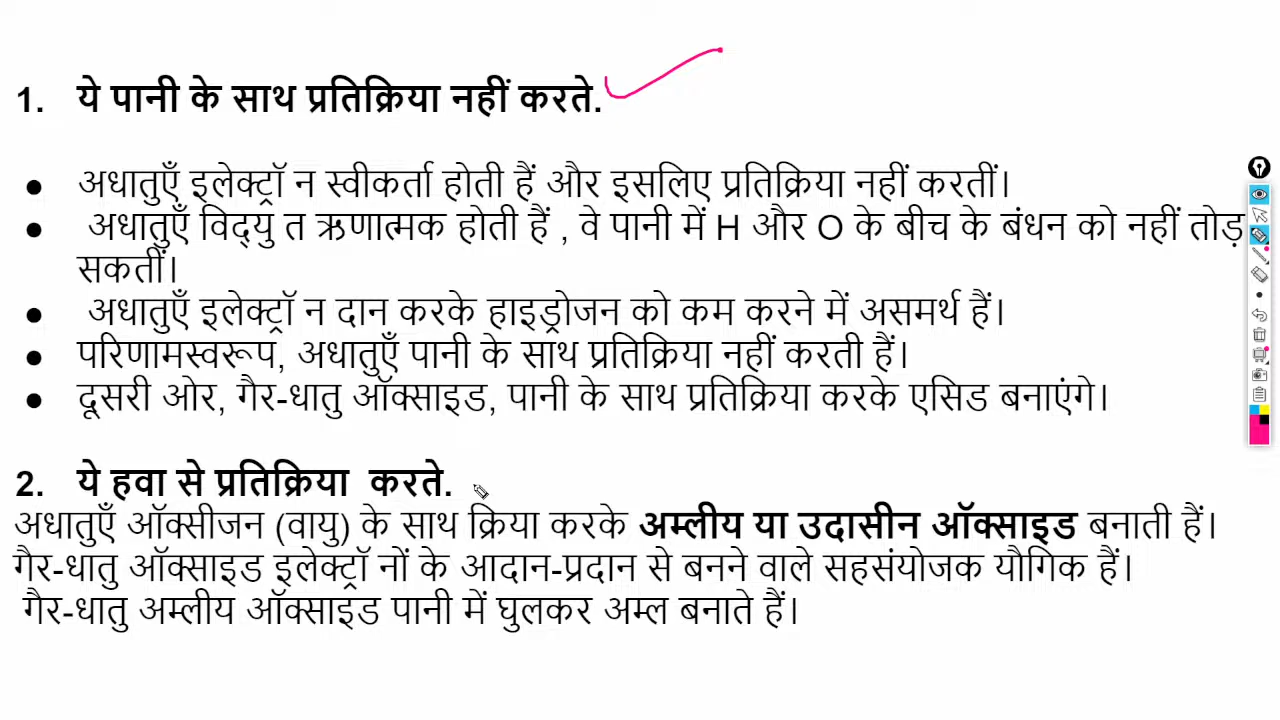 1. ये पानी के साथ प्रतिक्रिया नहीं करते.
● अधातुएँ इलेक्ट्रॉ न स्वीकर्ता होती हैं और इसलिए प्रतिक्रिया नहीं करतीं।
● अधातुएँ विद्यु त ऋणात्मक होती हैं , वे पानी में H और O के बीच के बंधन को नहीं तोड़
सकतीं।
● अधातुएँ इलेक्ट्रॉ न दान करके हाइड्रोजन को कम करने में असमर्थ हैं।
● परिणामस्वरूप, अधातुएँ पानी के साथ प्रतिक्रिया नहीं करती हैं।
● दूसरी ओर, गैर-धातु ऑक्साइड, पानी के साथ प्रतिक्रिया करके एसिड बनाएंगे।
2. ये हवा से प्रतिक्रिया करते.
अधातुएँ ऑक्सीजन (वायु) के साथ क्रिया करके अम्लीय या उदासीन ऑक्साइड बनाती हैं।
गैर-धातु ऑक्साइड इलेक्ट्रॉ नों के आदान-प्रदान से बनने वाले सहसंयोजक यौगिक हैं।
गैर-धातु अम्लीय ऑक्साइड पानी में घुलकर अम्ल बनाते हैं।